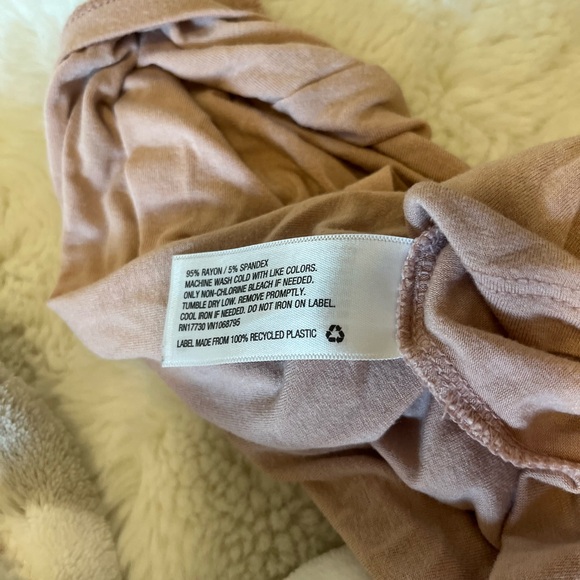 95% RAYON / 5% SPANDEX
MACHINE WASH COLD WITH LIKE COLORS.
ONLY NON-CHLORINE BLEACH IF NEEDED.
TUMBLE DRY LOW. REMOVE PROMPTLY.
COOL IRON IF NEEDED. DO NOT IRON ON LABEL.
RN17730 VN1068795
LABEL MADE FROM 100% RECYCLED PLASTIC